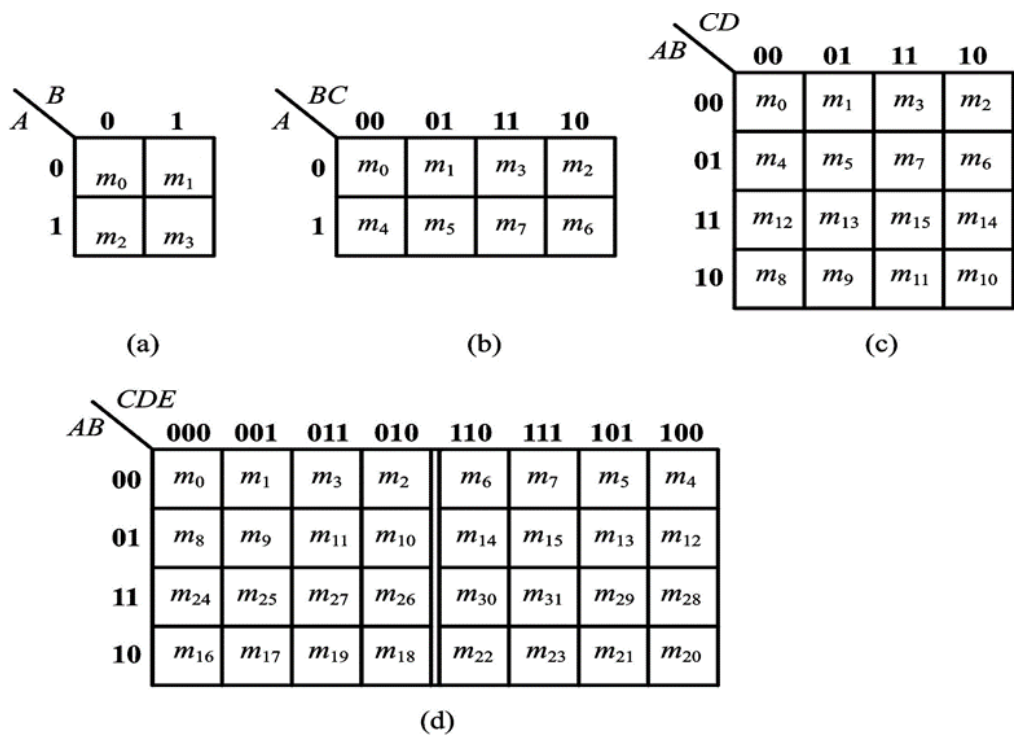 B
A 0 1
0 m₀ m₁
1 m₂ m₃
(a)
BC
A 00 01 11 10
0 m₀ m₁ m₃ m₂
1 m₄ m₅ m₇ m₆
(b)
CD
AB 00 01 11 10
00 m₀ m₁ m₃ m₂
01 m₄ m₅ m₇ m₆
11 m₁₂ m₁₃ m₁₅ m₁₄
10 m₈ m₉ m₁₁ m₁₀
(c)
CDE
AB 000 001 011 010 110 111 101 100
00 m₀ m₁ m₃ m₂ m₆ m₇ m₅ m₄
01 m₈ m₉ m₁₁ m₁₀ m₁₄ m₁₅ m₁₃ m₁₂
11 m₂₄ m₂₅ m₂₇ m₂₆ m₃₀ m₃₁ m₂₉ m₂₈
10 m₁₆ m₁₇ m₁₉ m₁₈ m₂₂ m₂₃ m₂₁ m₂₀
(d)